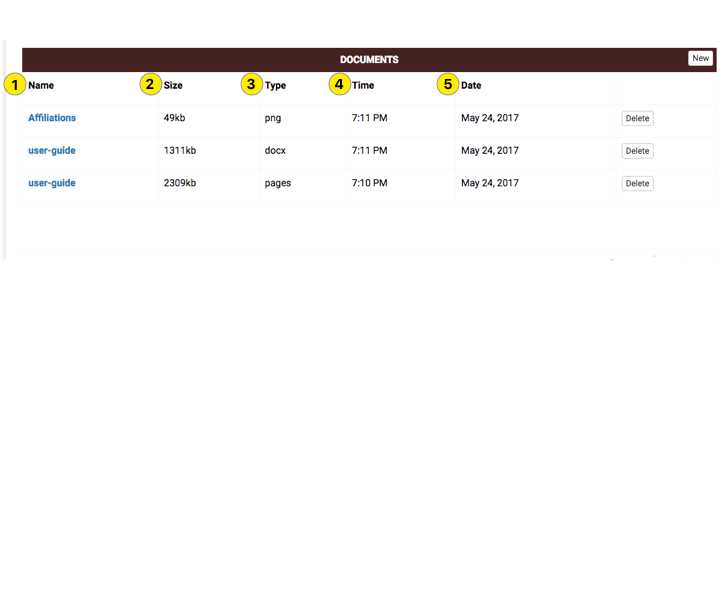 DOCUMENTS New
1 Name 2 Size 3 Type 4 Time 5 Date
Affiliations 49kb png 7:11 PM May 24, 2017 Delete
user-guide 1311kb docx 7:11 PM May 24, 2017 Delete
user-guide 2309kb pages 7:10 PM May 24, 2017 Delete